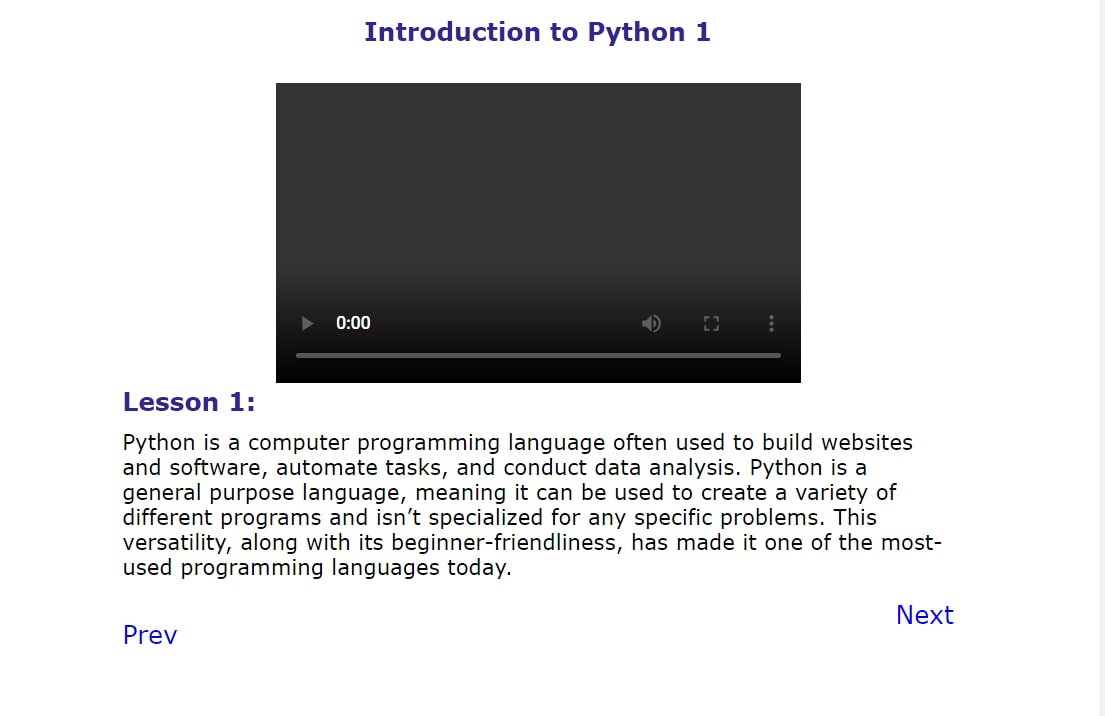 Introduction to Python 1
0:00
Lesson 1:
Python is a computer programming language often used to build websites
and software, automate tasks, and conduct data analysis. Python is a
general purpose language, meaning it can be used to create a variety of
different programs and isn’t specialized for any specific problems. This
versatility, along with its beginner-friendliness, has made it one of the most-
used programming languages today.
Next
Prev